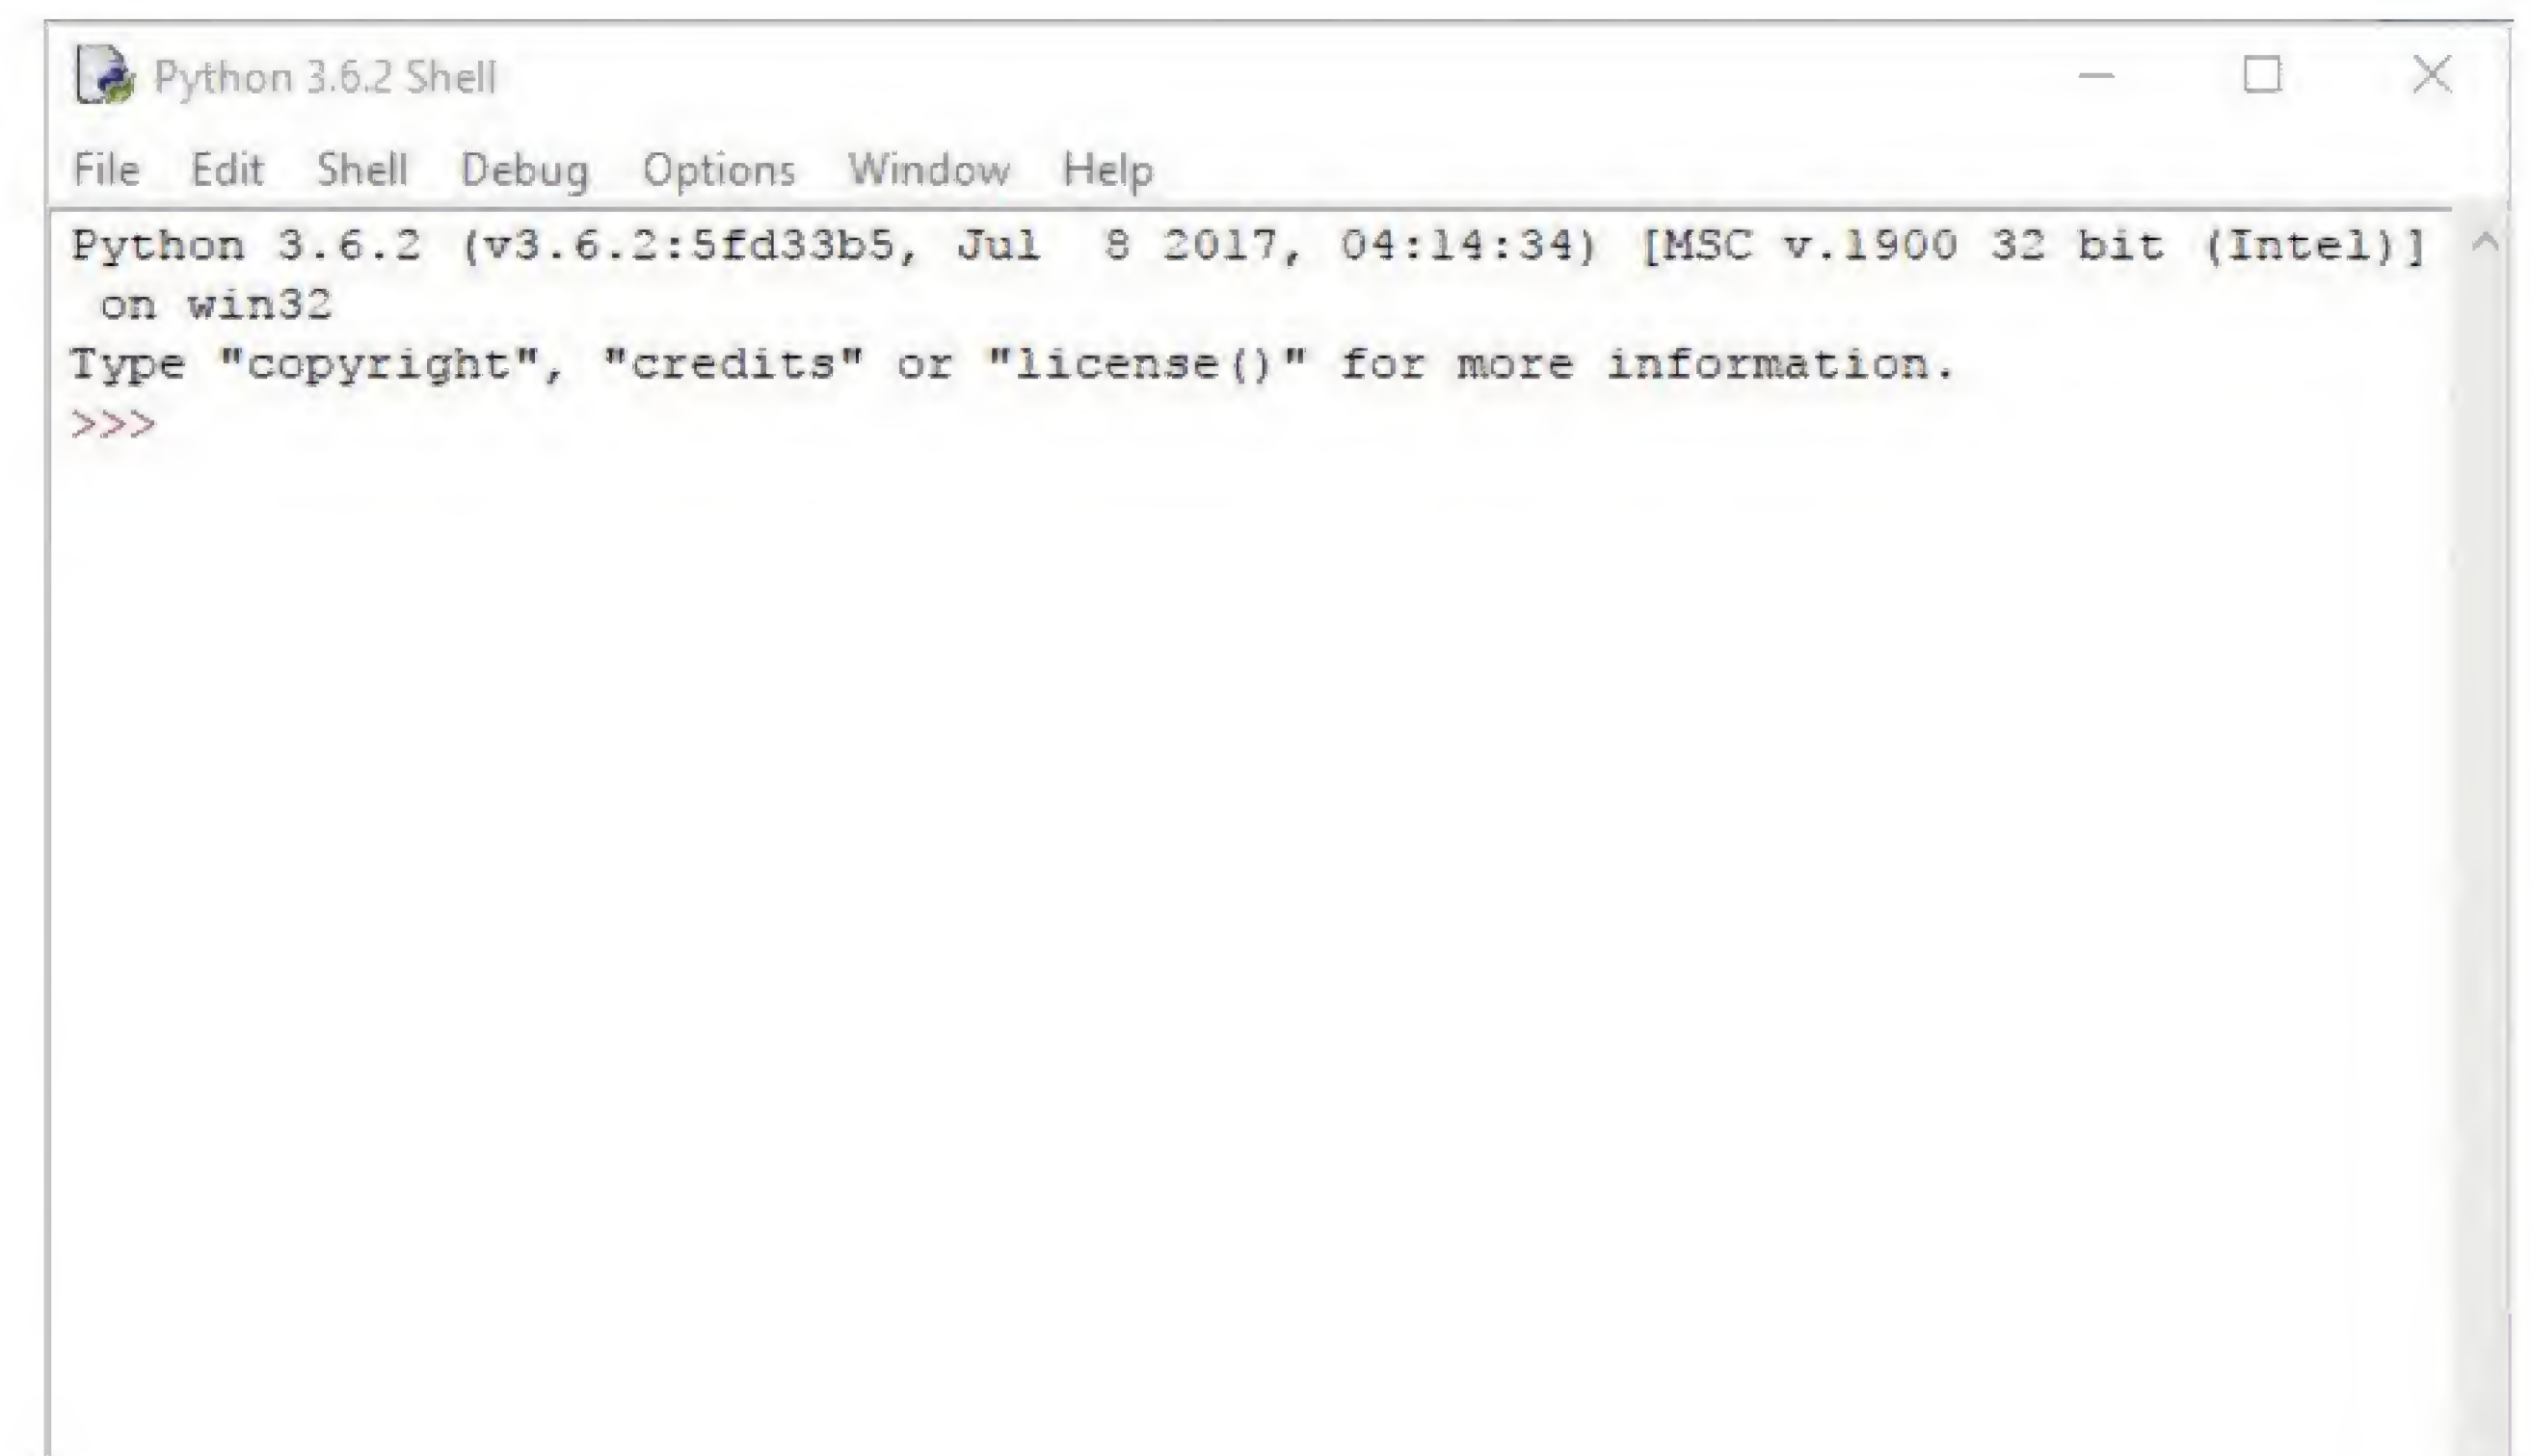 Python 3.6.2 Shell
File Edit Shell Debug Options Window Help
Python 3.6.2 (v3.6.2:5fd33b5, Jul  8 2017, 04:14:34) [MSC v.1900 32 bit (Intel)]
 on win32
Type "copyright", "credits" or "license()" for more information.
>>>